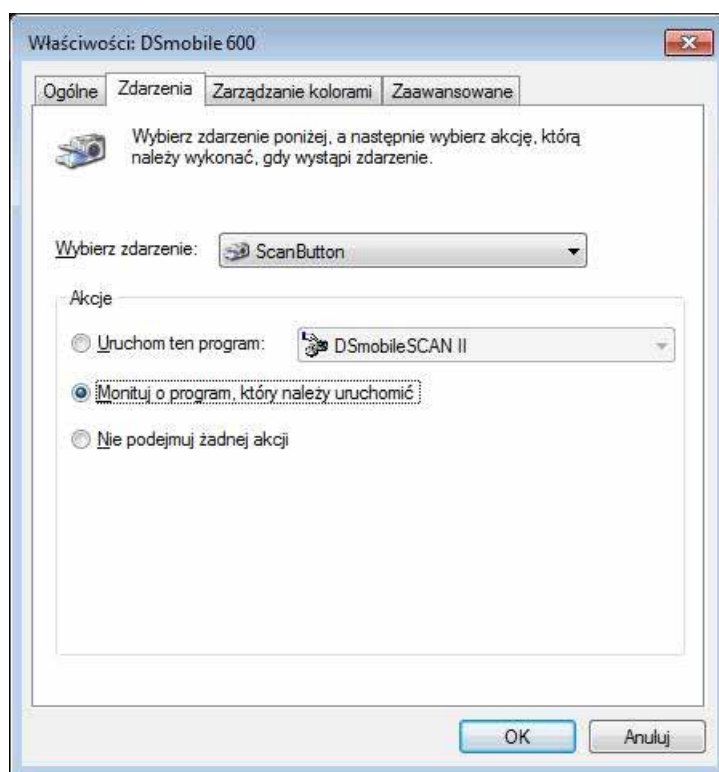 Właściwości: DSmobile 600
Ogólne Zdarzenia Zarządzanie kolorami Zaawansowane
Wybierz zdarzenie poniżej, a następnie wybierz akcję, którą
należy wykonać, gdy wystąpi zdarzenie.
Wybierz zdarzenie: ScanButton
Akcje
Uruchom ten program: DSmobileSCAN II
Monituj o program, który należy uruchomić
Nie podejmuj żadnej akcji
OK Anuluj